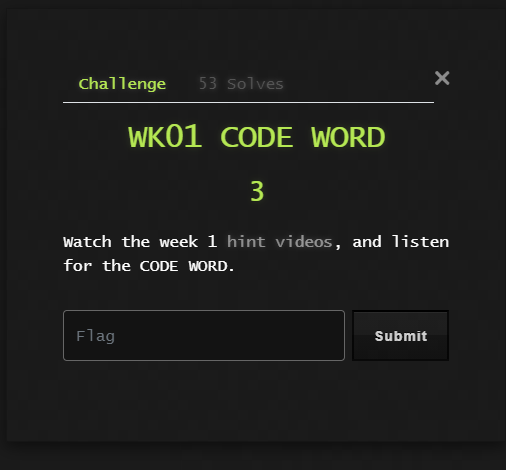 Challenge 53 Solves ×
WK01 CODE WORD
3
Watch the week 1 hint videos, and listen
for the CODE WORD.
Flag Submit